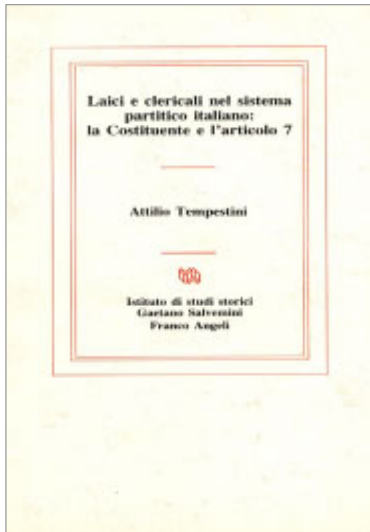 Laici e clericali nel sistema
partitico italiano:
la Costituente e l'articolo 7
Attilio Tempestini
Istituto di studi storici
Gaetano Salvemini
Franco Angeli